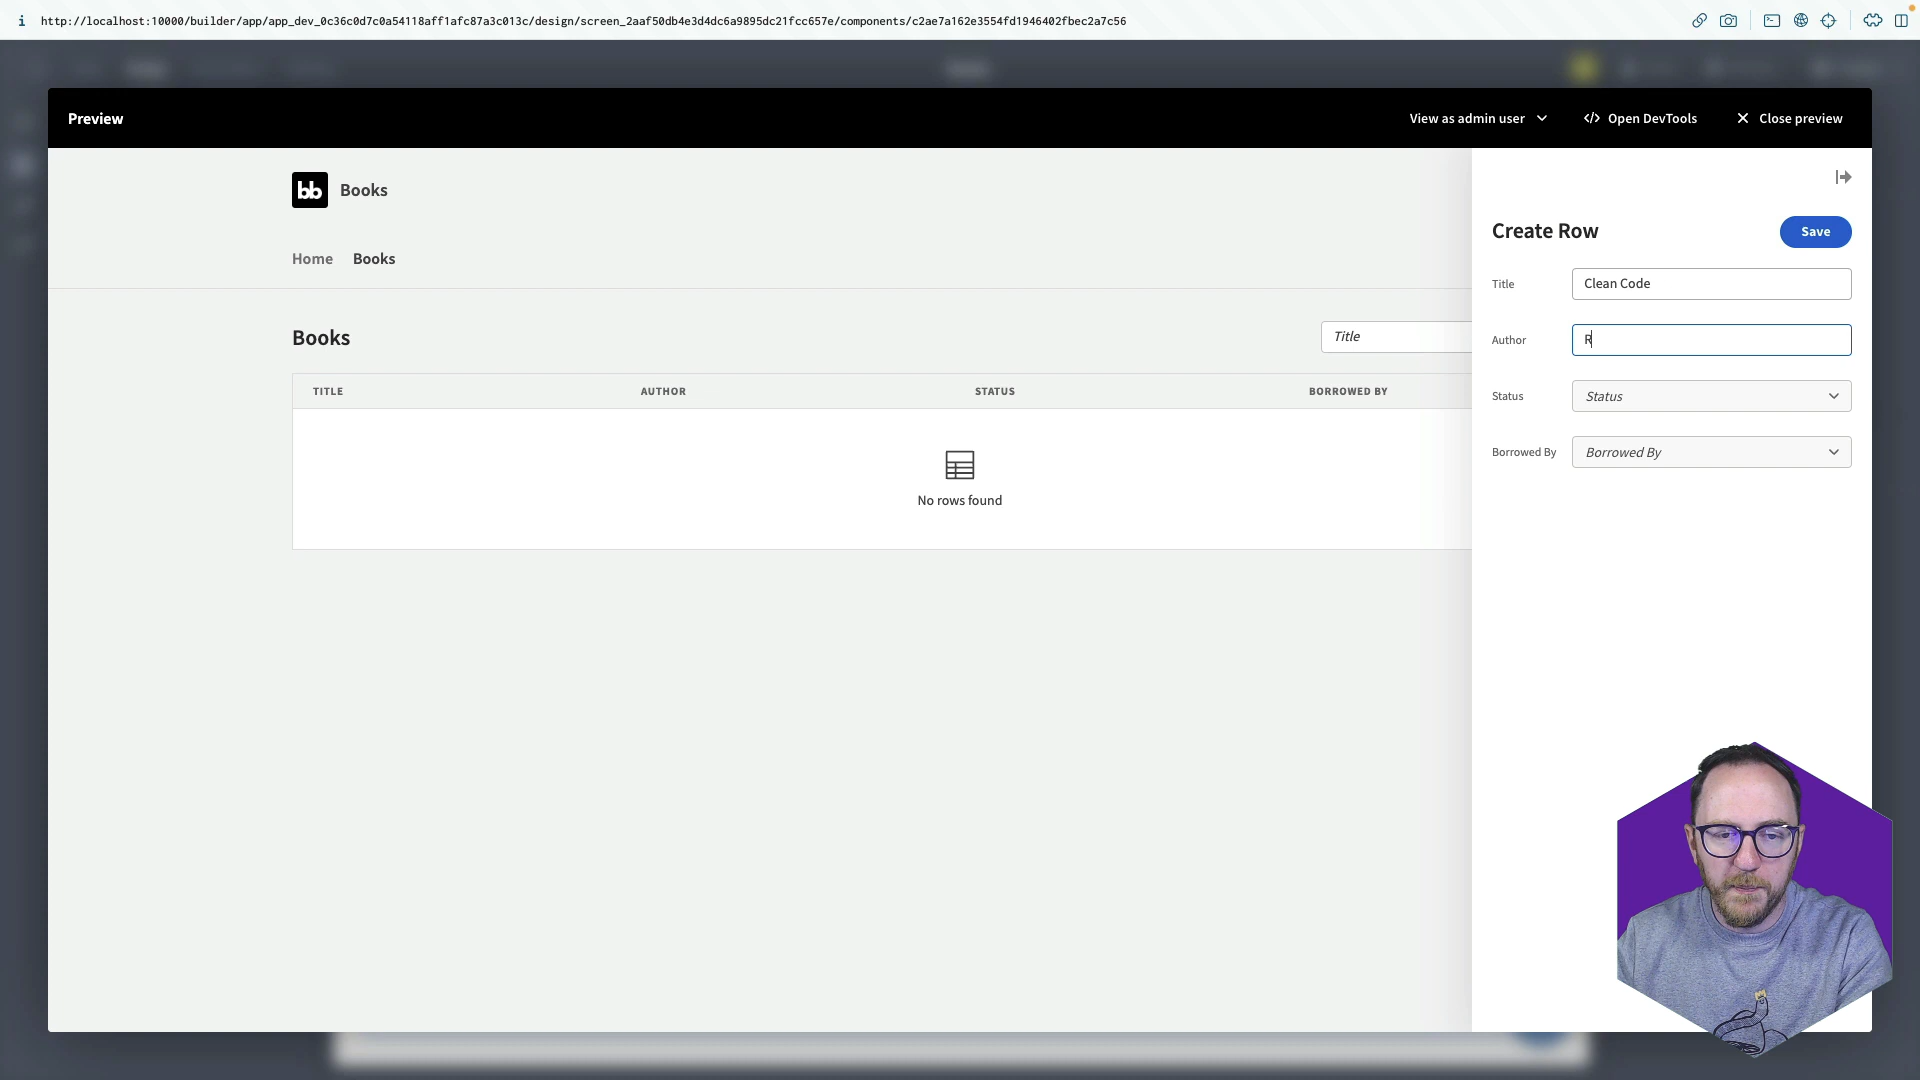 i http://localhost:10000/builder/app/app_dev_0c36c0d7c0a54118aff1afc87a3c013c/design/screen_2aaf50db4e3d4dc6a9895dc21fcc657e/components/c2ae7a162e3554fd1946402fbec2a7c56
Preview
View as admin user
</> Open DevTools
Close preview
bb Books
Home Books
Books
Title
TITLE AUTHOR STATUS BORROWED BY
No rows found
Create Row
Save
Title Clean Code
Author R
Status Status
Borrowed By Borrowed By